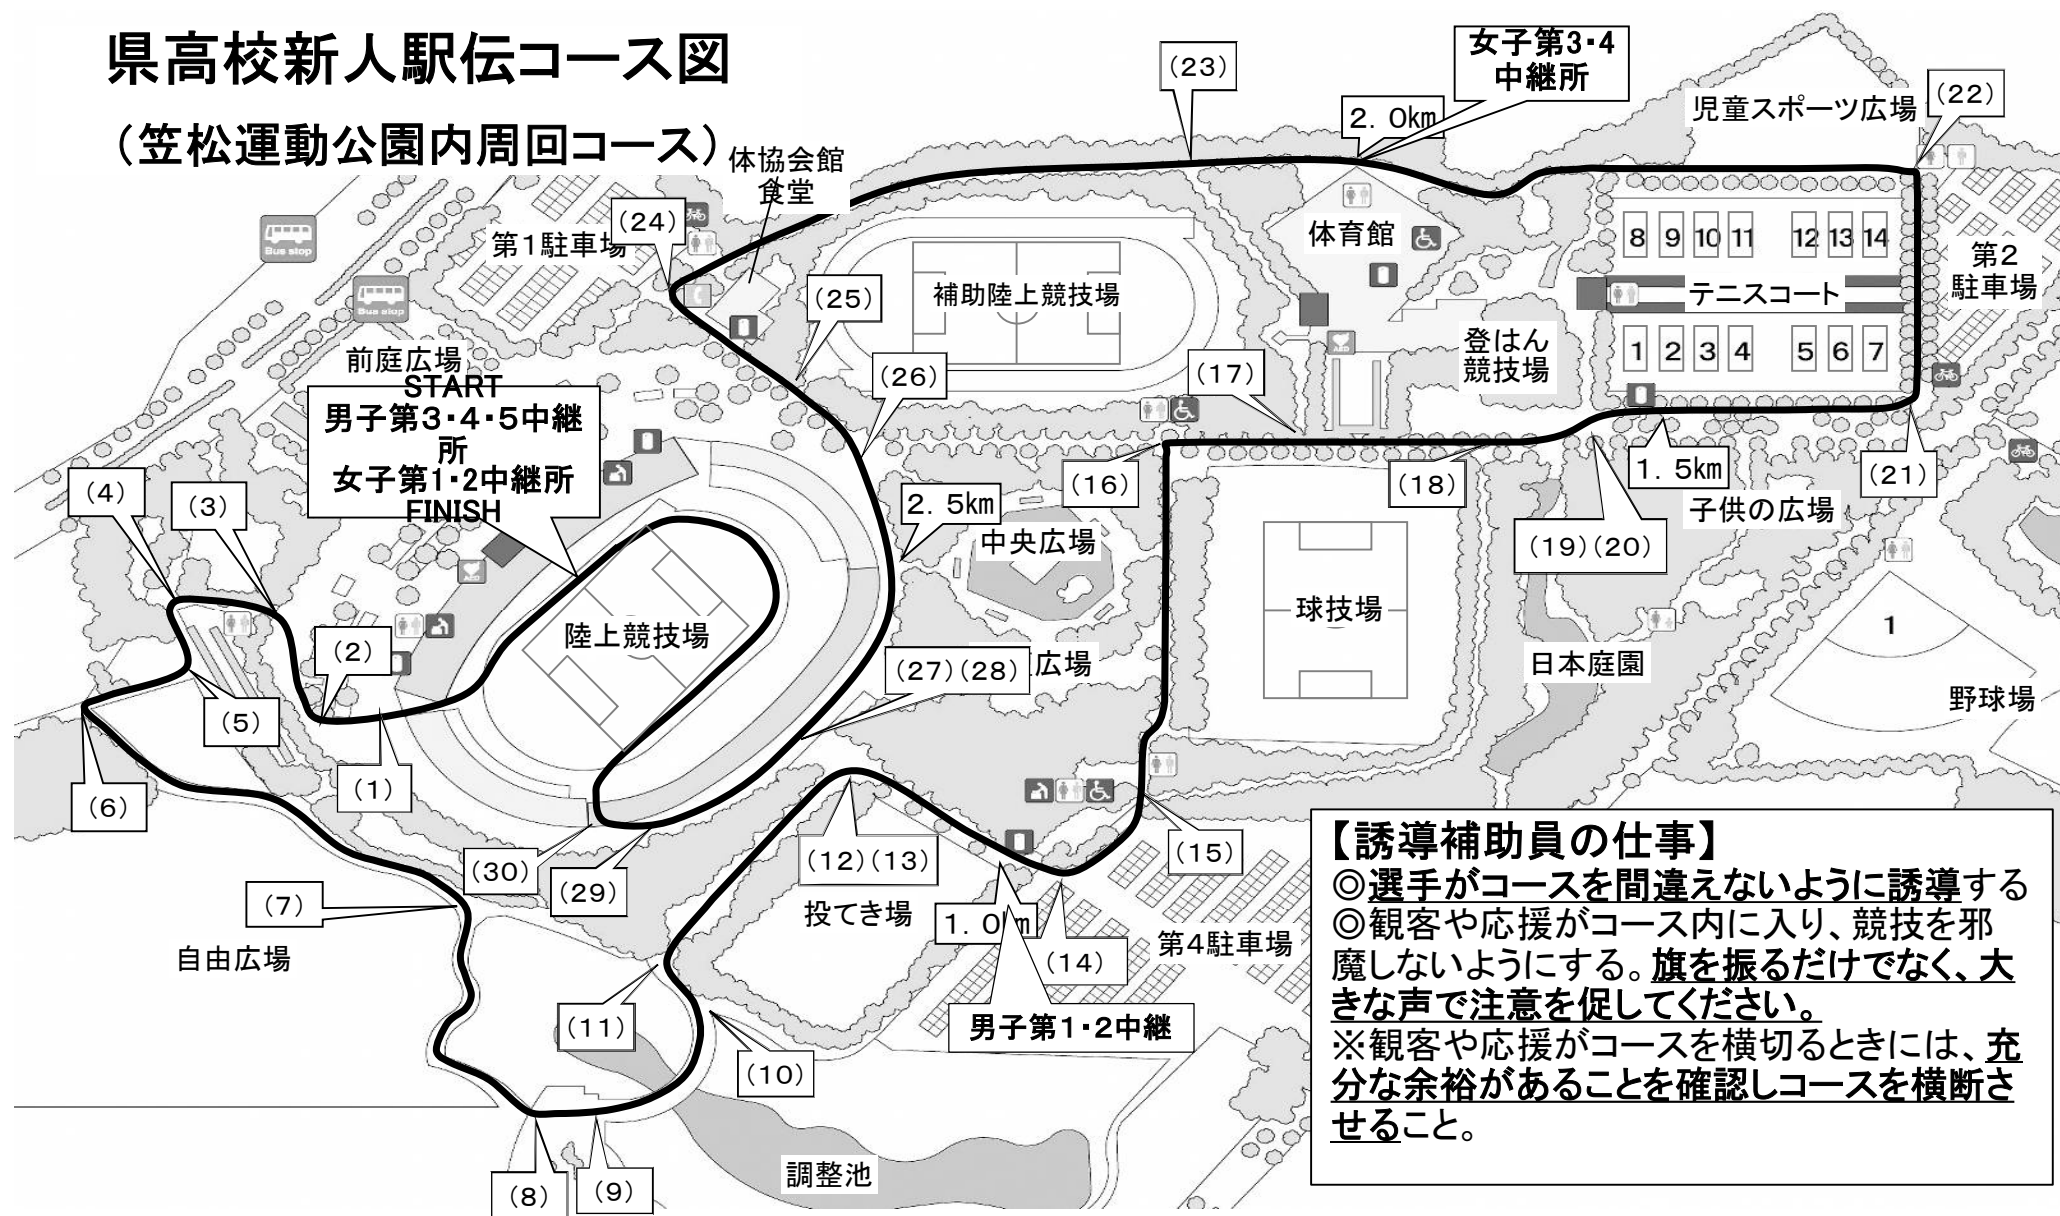 県高校新人駅伝コース図
（笠松運動公園内周回コース）
体協会館
食堂
(23)
女子第3・4
中継所
2. 0km
児童スポーツ広場
(22)
(24)
第1駐車場
Bus stop
Bus stop
(25)
補助陸上競技場
体育館
8 9 10 11 12 13 14
テニスコート
1 2 3 4 5 6 7
第2
駐車場
登はん
競技場
AED
前庭広場
START
男子第3・4・5中継
所
女子第1・2中継所
FINISH
(26)
(17)
(16)
(18)
1. 5km
(21)
(4)
(3)
2. 5km
中央広場
(19)(20)
子供の広場
AED
陸上競技場
球技場
1
(2)
(27)(28)
広場
日本庭園
野球場
(5)
(1)
(6)
(30)
(29)
(12)(13)
(15)
(7)
投てき場
1. 0km
(14)
第4駐車場
自由広場
(11)
男子第1・2中継
(10)
(8)
(9)
調整池
【誘導補助員の仕事】
◎選手がコースを間違えないように誘導する
◎観客や応援がコース内に入り、競技を邪
魔しないようにする。旗を振るだけでなく、大
きな声で注意を促してください。
※観客や応援がコースを横切るときには、充
分な余裕があることを確認しコースを横断さ
せること。